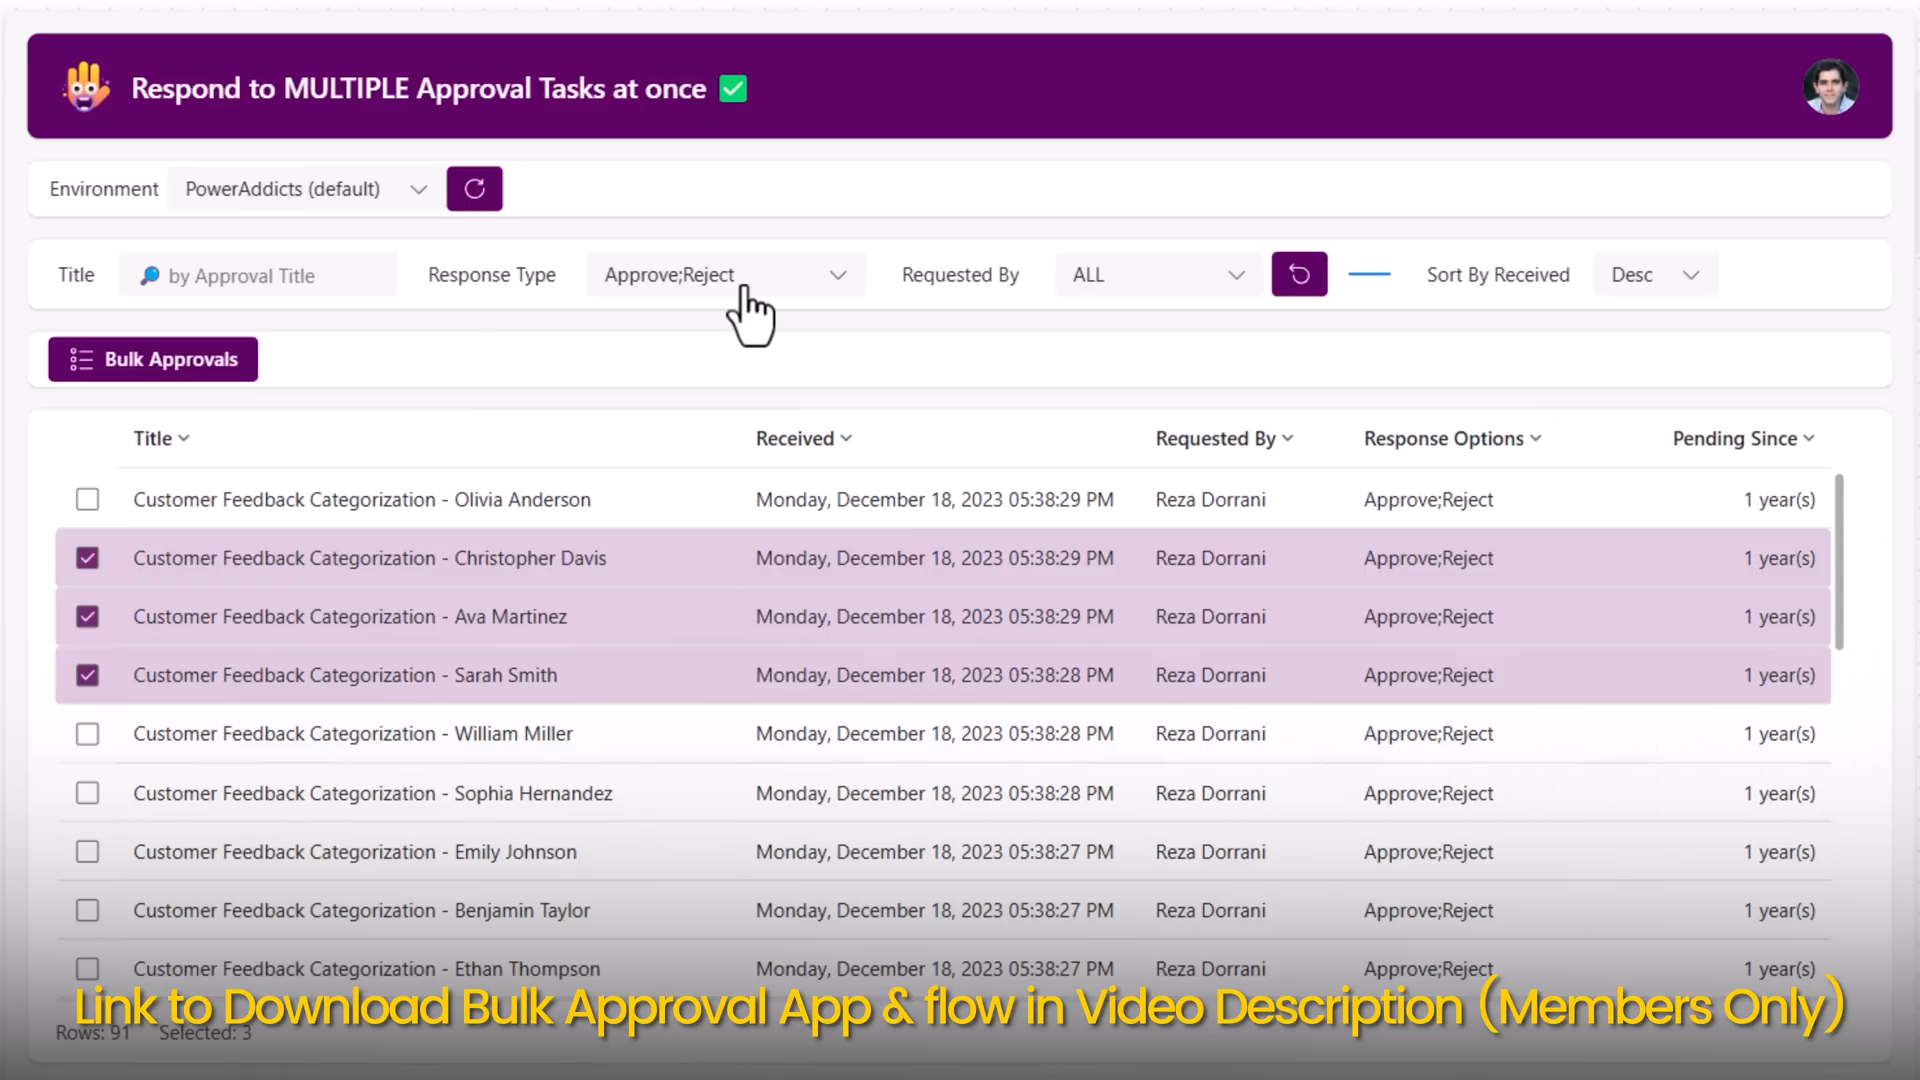 Respond to MULTIPLE Approval Tasks at once ✅
Environment PowerAddicts (default)
Title by Approval Title Response Type Approve;Reject Requested By ALL Sort By Received Desc
Bulk Approvals
Title Received Requested By Response Options Pending Since
Customer Feedback Categorization - Olivia Anderson Monday, December 18, 2023 05:38:29 PM Reza Dorrani Approve;Reject 1 year(s)
Customer Feedback Categorization - Christopher Davis Monday, December 18, 2023 05:38:29 PM Reza Dorrani Approve;Reject 1 year(s)
Customer Feedback Categorization - Ava Martinez Monday, December 18, 2023 05:38:29 PM Reza Dorrani Approve;Reject 1 year(s)
Customer Feedback Categorization - Sarah Smith Monday, December 18, 2023 05:38:28 PM Reza Dorrani Approve;Reject 1 year(s)
Customer Feedback Categorization - William Miller Monday, December 18, 2023 05:38:28 PM Reza Dorrani Approve;Reject 1 year(s)
Customer Feedback Categorization - Sophia Hernandez Monday, December 18, 2023 05:38:28 PM Reza Dorrani Approve;Reject 1 year(s)
Customer Feedback Categorization - Emily Johnson Monday, December 18, 2023 05:38:27 PM Reza Dorrani Approve;Reject 1 year(s)
Customer Feedback Categorization - Benjamin Taylor Monday, December 18, 2023 05:38:27 PM Reza Dorrani Approve;Reject 1 year(s)
Customer Feedback Categorization - Ethan Thompson Monday, December 18, 2023 05:38:27 PM Reza Dorrani Approve;Reject 1 year(s)
Link to Download Bulk Approval App & flow in Video Description (Members Only)
Rows: 91 Selected: 3